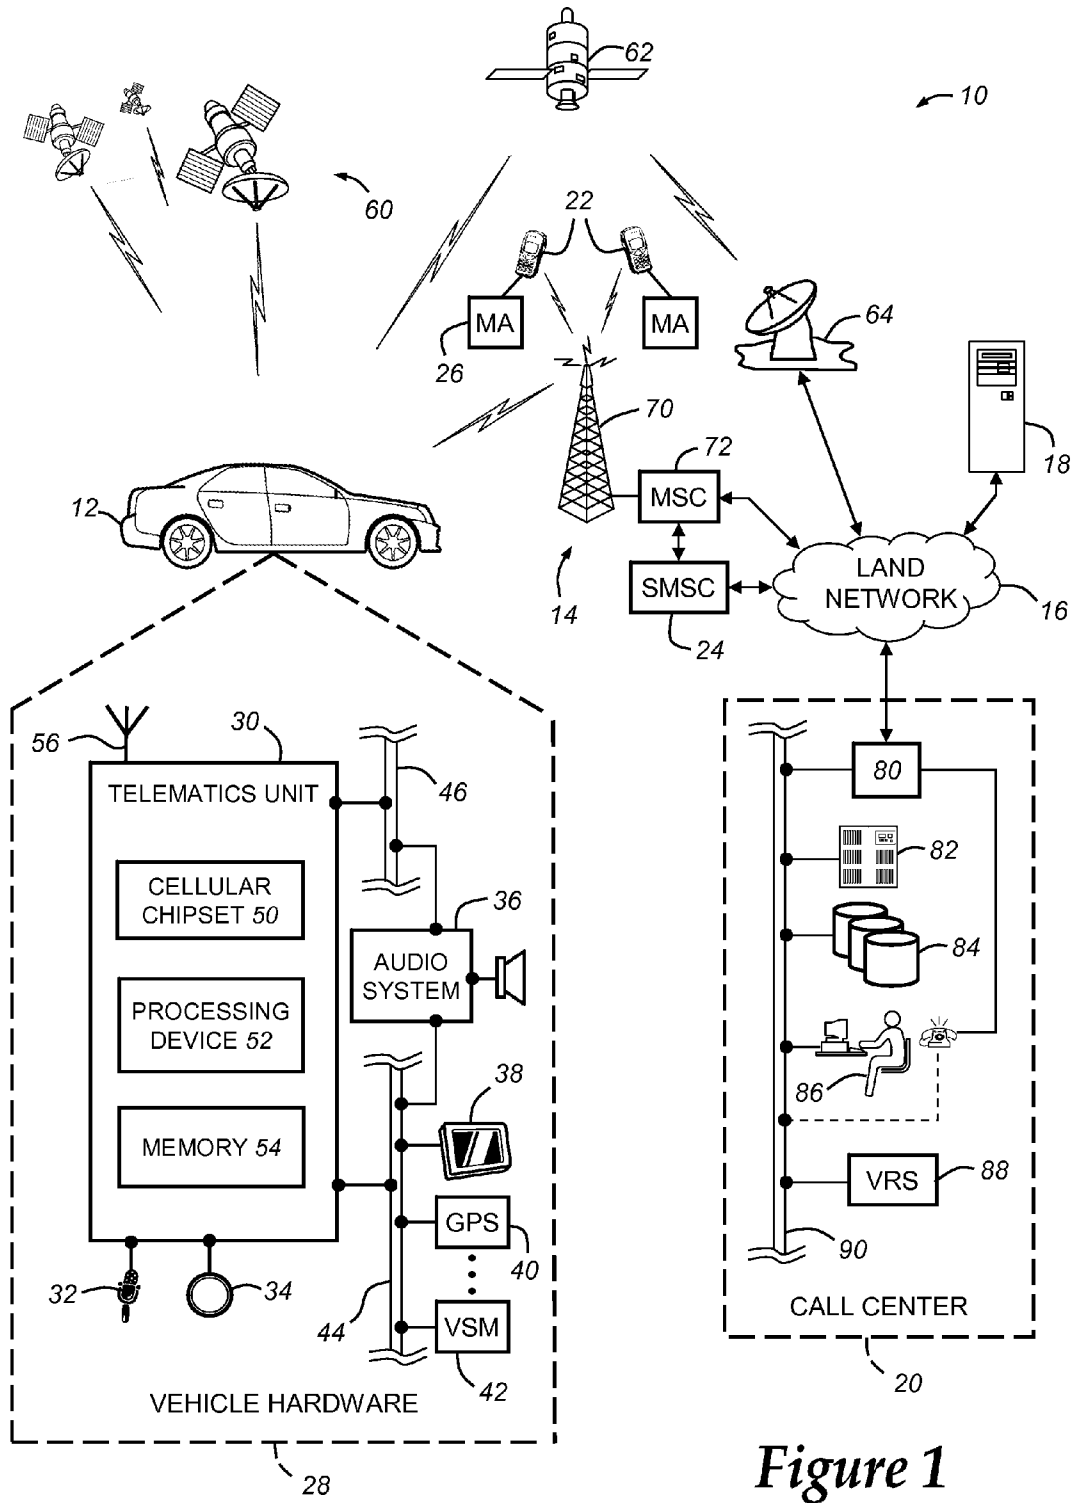 62
10
60
22
MA
MA
26
64
70
18
72
MSC
12
14
SMSC
24
LAND
NETWORK
16
56
30
TELEMATICS UNIT
46
CELLULAR
CHIPSET 50
36
AUDIO
SYSTEM
PROCESSING
DEVICE 52
38
MEMORY 54
GPS
40
32
34
44
VSM
42
VEHICLE HARDWARE
28
80
82
84
86
VRS
88
90
CALL CENTER
20
Figure 1